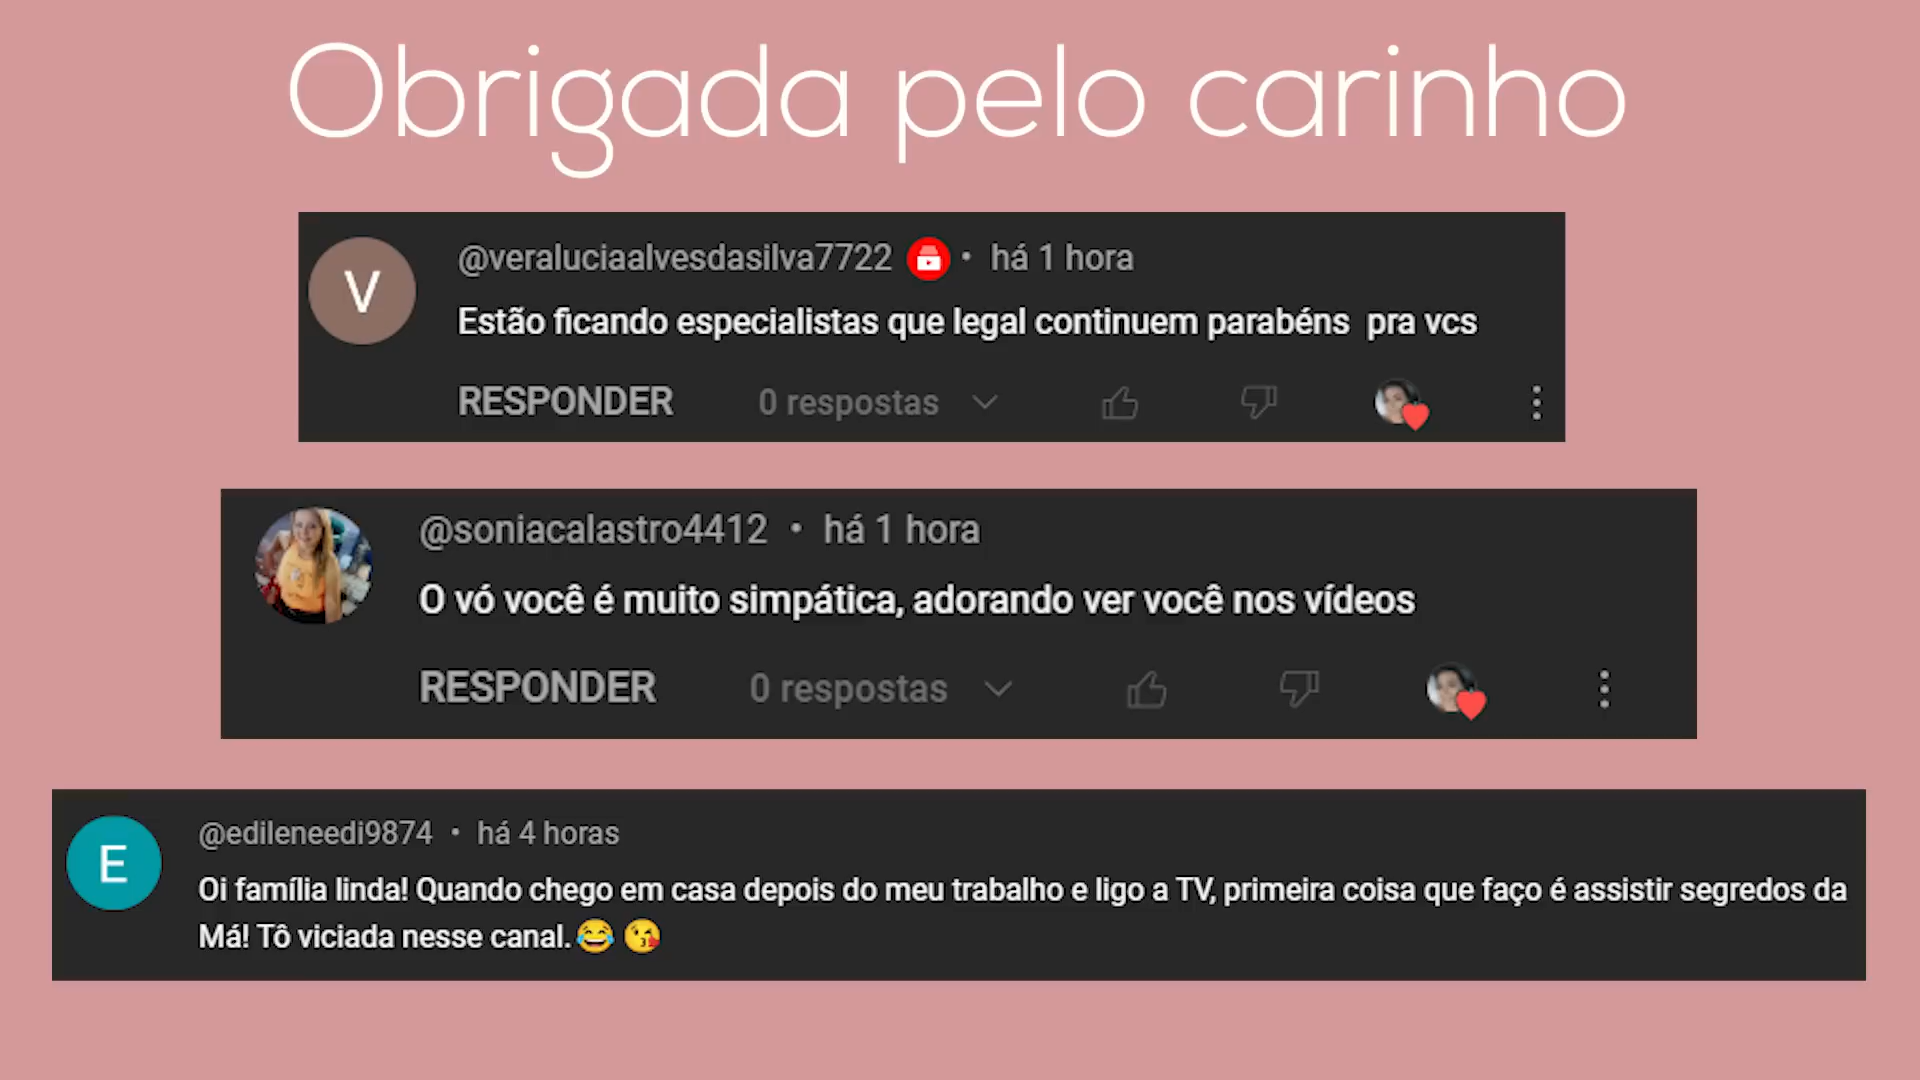 Obrigada pelo carinho
V
@veraluciaalvesdasilva7722 • há 1 hora
Estão ficando especialistas que legal continuem parabéns pra vcs
RESPONDER 0 respostas
@soniacalastro4412 • há 1 hora
O vó você é muito simpática, adorando ver você nos vídeos
RESPONDER 0 respostas
E
@edileneedi9874 • há 4 horas
Oi família linda! Quando chego em casa depois do meu trabalho e ligo a TV, primeira coisa que faço é assistir segredos da
Má! Tô viciada nesse canal.😂 😘